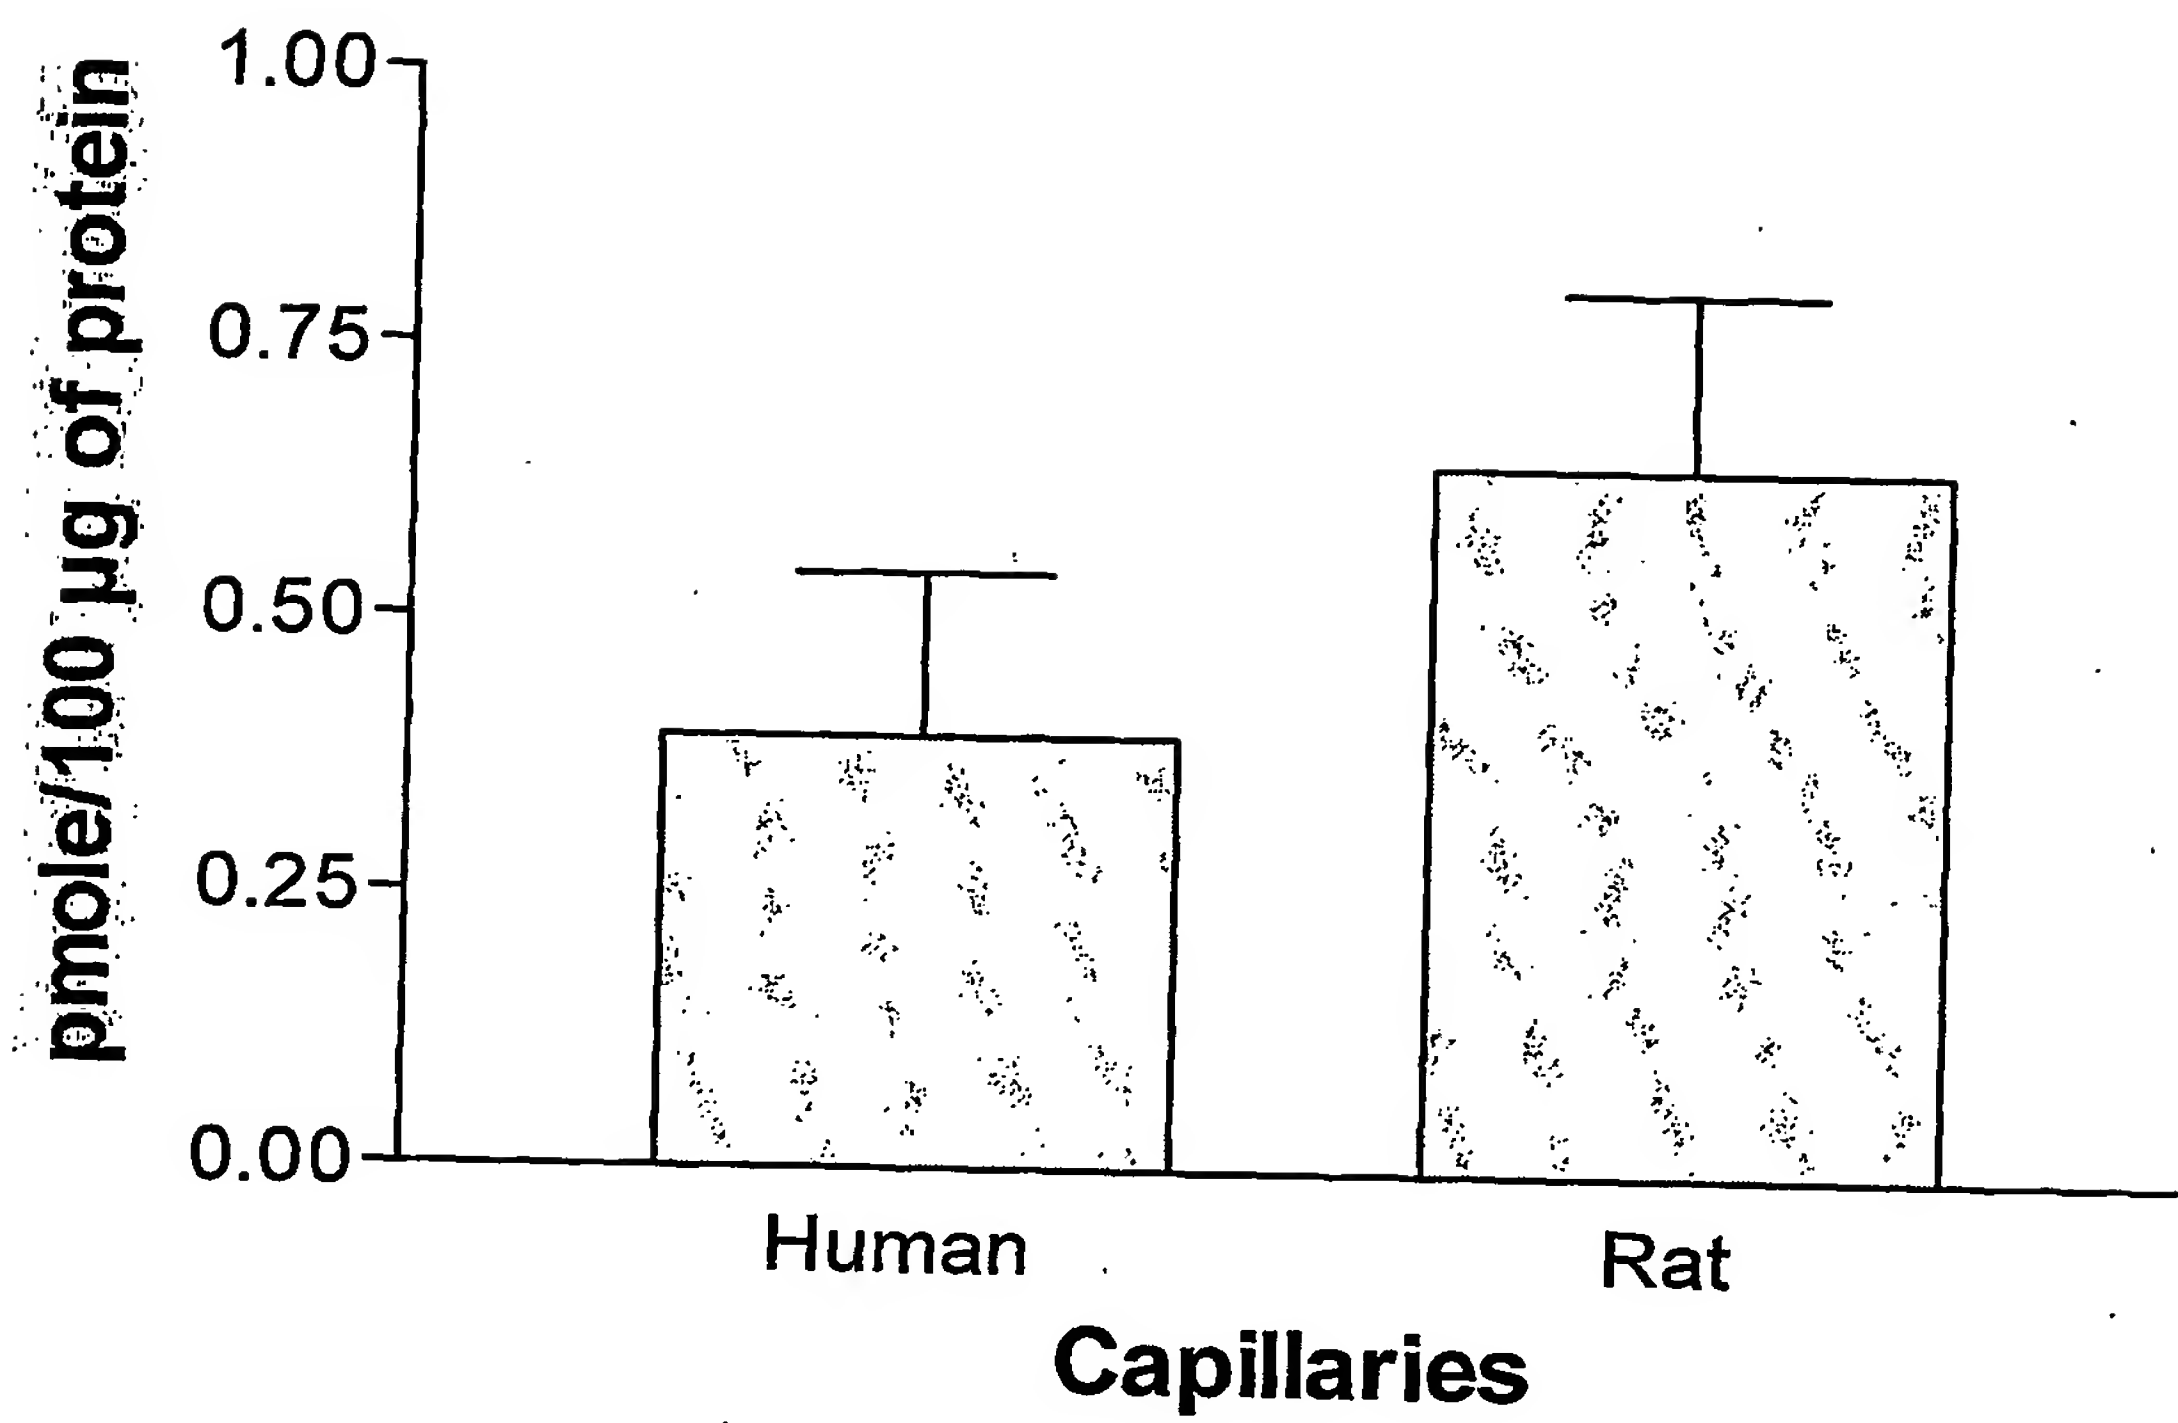 pmole/100 µg of protein
1.00
0.75
0.50
0.25
0.00
Human
Rat
Capillaries